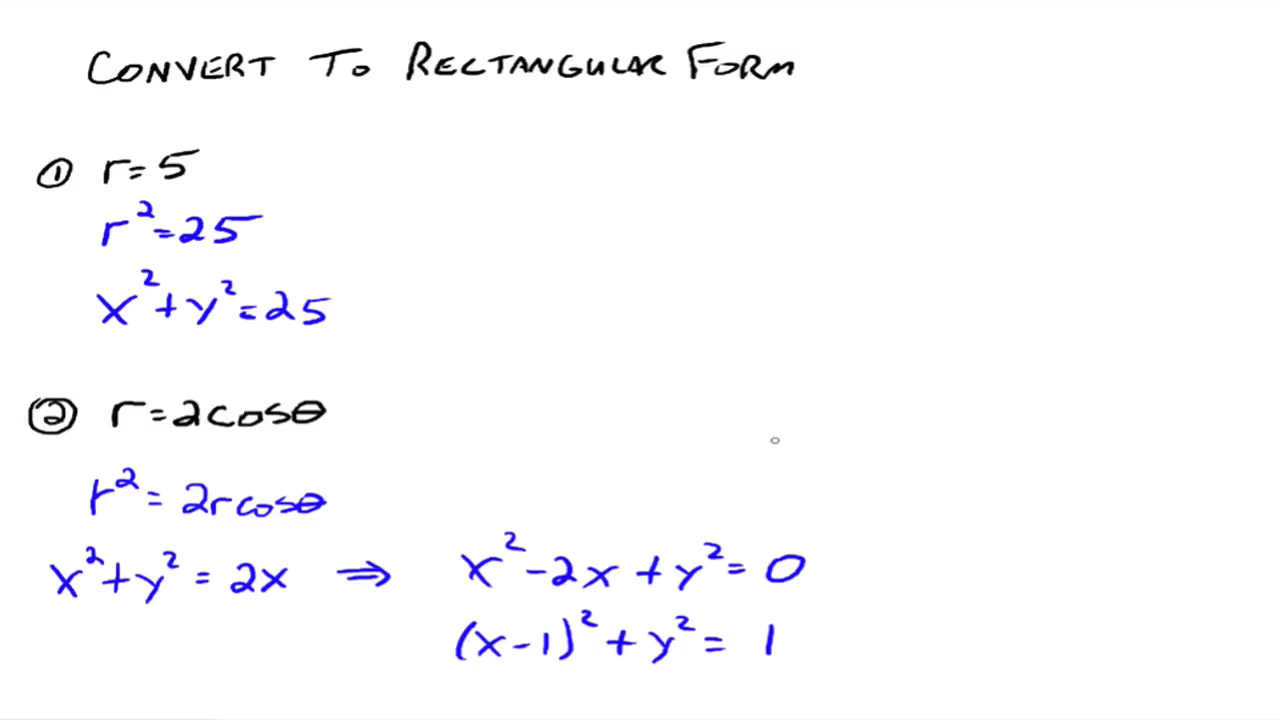 CONVERT TO RECTANGULAR FORM
① r=5
r²=25
x²+y²=25
② r=2cosθ
r²=2rcosθ
x²+y²=2x ⇒ x²-2x+y²=0
(x-1)²+y²=1